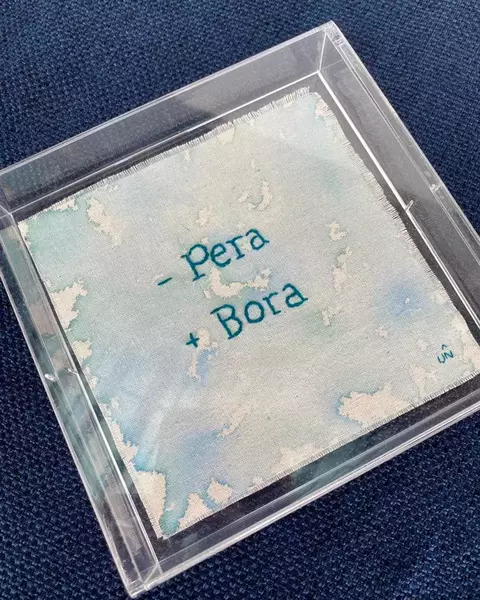 - Pera
+ Bora